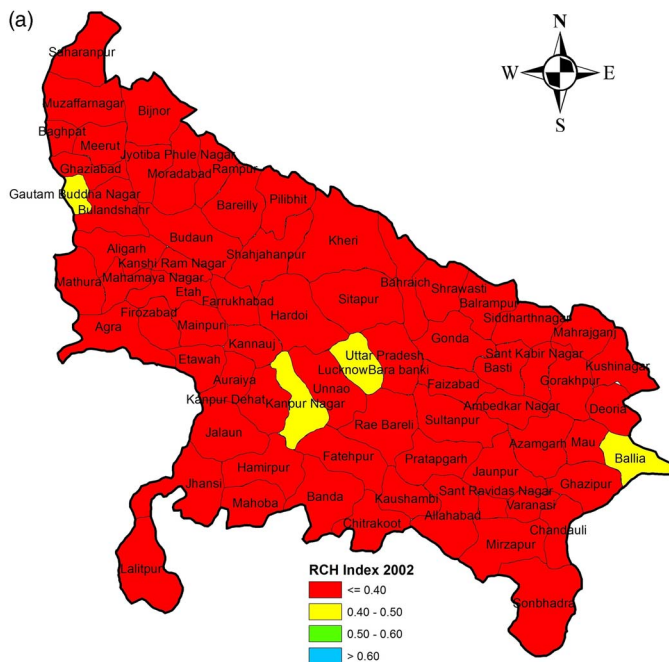 (a)
N
W E
S
Saharanpur
Muzaffarnagar
Bijnor
Baghpat
Meerut
Jyotiba Phule Nagar
Ghaziabad
Moradabad
Rampur
Gautam Buddha Nagar
Pilibhit
Bulandshahr
Bareilly
Budaun
Kheri
Aligarh
Shahjahanpur
Kanshi Ram Nagar
Mathura
Mahamaya Nagar
Bahraich
Shrawasti
Etah
Sitapur
Balrampur
Farrukhabad
Firozabad
Hardoi
Siddharthnagar
Agra
Mainpuri
Mahrajganj
Gonda
Kannauj
Uttar Pradesh
Sant Kabir Nagar
Etawah
Lucknow
Bara banki
Basti
Kushinagar
Auraiya
Unnao
Faizabad
Gorakhpur
Kanpur Dehat
Kanpur Nagar
Ambedkar Nagar
Deoria
Rae Bareli
Sultanpur
Jalaun
Azamgarh
Mau
Fatehpur
Pratapgarh
Ballia
Hamirpur
Jaunpur
Jhansi
Ghazipur
Mahoba
Banda
Kaushambi
Sant Ravidas Nagar
Varanasi
Chitrakoot
Allahabad
Chandauli
Mirzapur
Lalitpur
Sonbhadra
RCH Index 2002
<= 0.40
0.40 - 0.50
0.50 - 0.60
> 0.60